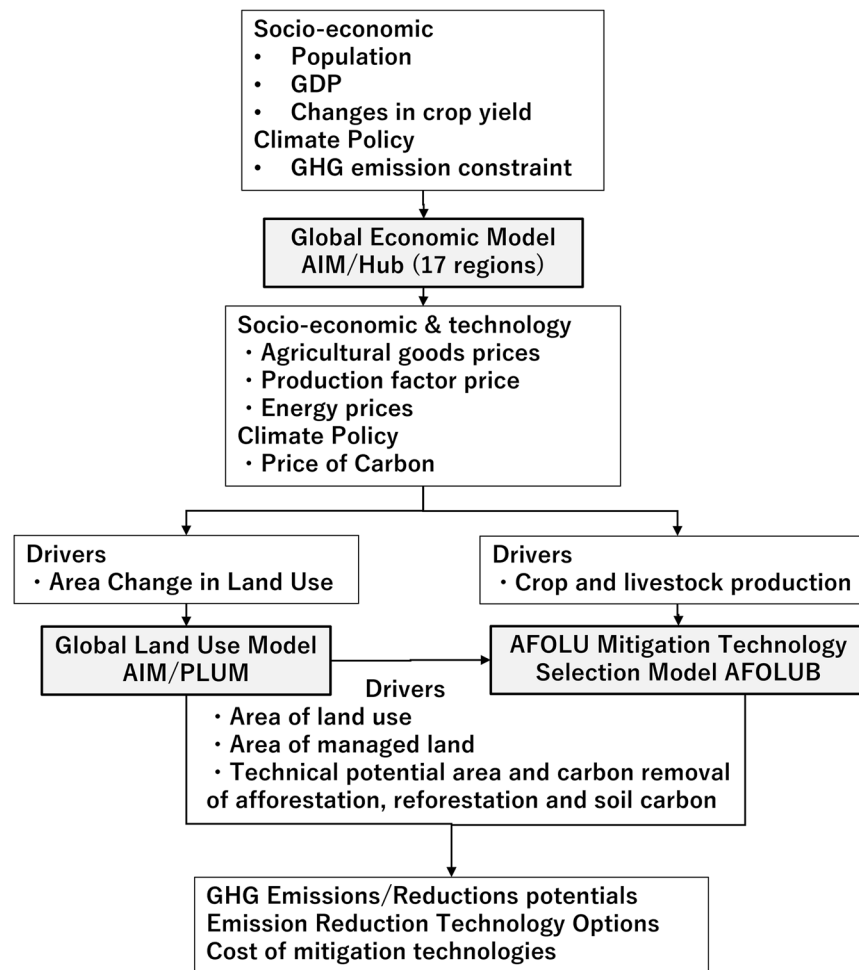 Socio-economic
• Population
• GDP
• Changes in crop yield
Climate Policy
• GHG emission constraint
Global Economic Model
AIM/Hub (17 regions)
Socio-economic & technology
・Agricultural goods prices
・Production factor price
・Energy prices
Climate Policy
・Price of Carbon
Drivers
・Area Change in Land Use
Drivers
・Crop and livestock production
Global Land Use Model
AIM/PLUM
AFOLU Mitigation Technology
Selection Model AFOLUB
Drivers
・Area of land use
・Area of managed land
・Technical potential area and carbon removal
of afforestation, reforestation and soil carbon
GHG Emissions/Reductions potentials
Emission Reduction Technology Options
Cost of mitigation technologies